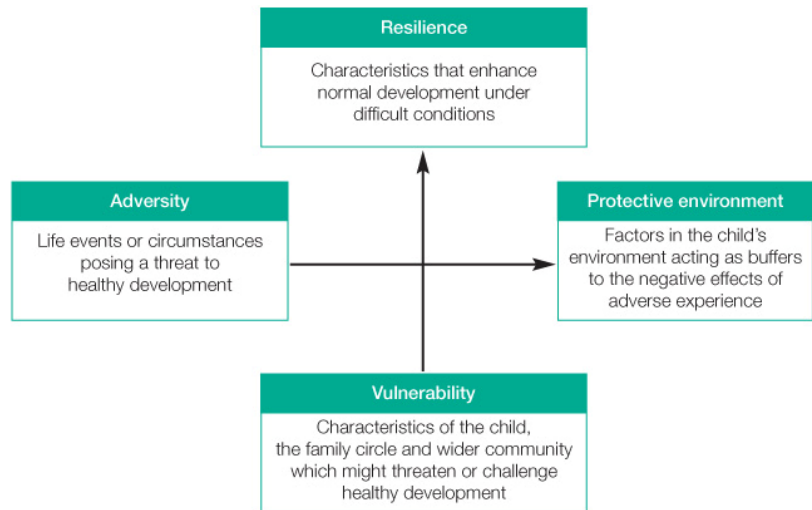 Resilience
Characteristics that enhance
normal development under
difficult conditions
Adversity
Life events or circumstances
posing a threat to
healthy development
Protective environment
Factors in the child's
environment acting as buffers
to the negative effects of
adverse experience
Vulnerability
Characteristics of the child,
the family circle and wider community
which might threaten or challenge
healthy development